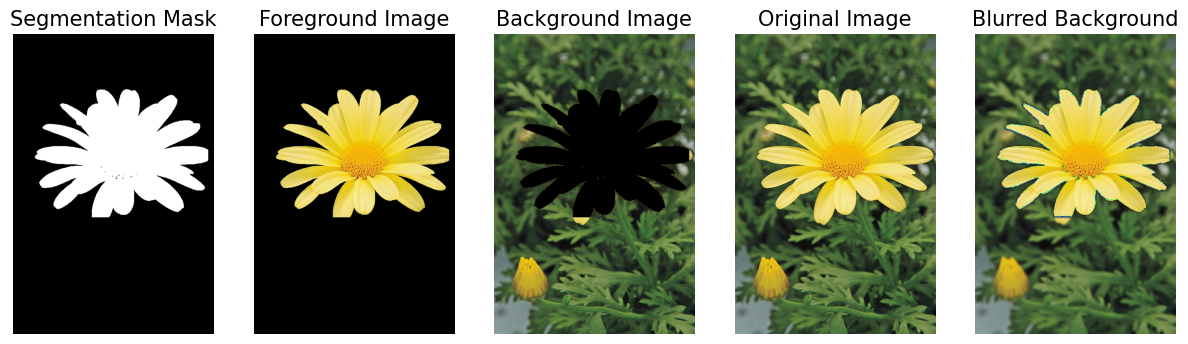 Segmentation Mask
Foreground Image
Background Image
Original Image
Blurred Background